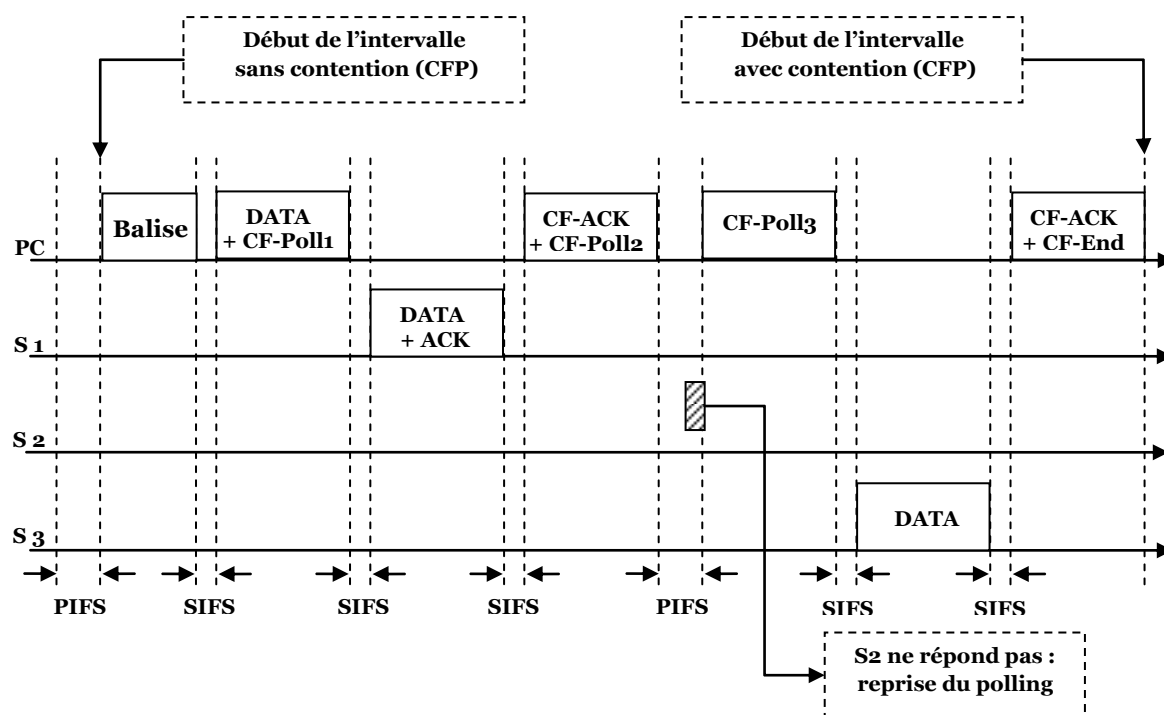 Début de l'intervalle
sans contention (CFP)
Début de l'intervalle
avec contention (CFP)
PC
Balise
DATA
+ CF-Poll1
CF-ACK
+ CF-Poll2
CF-Poll3
CF-ACK
+ CF-End
S 1
DATA
+ ACK
S 2
S 3
DATA
PIFS
SIFS
SIFS
SIFS
PIFS
SIFS
SIFS
S2 ne répond pas :
reprise du polling